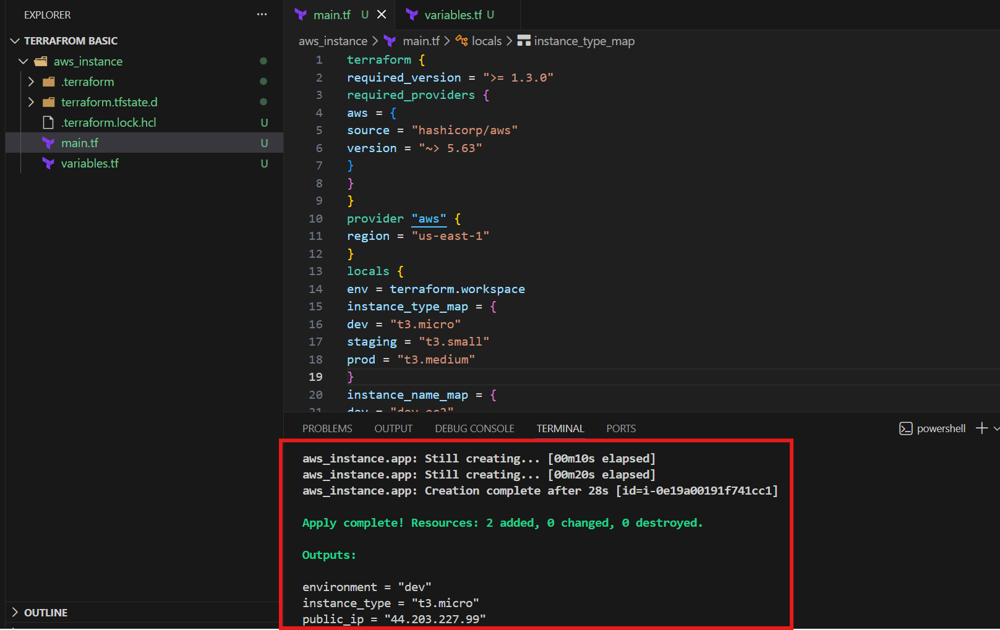 EXPLORER
···
TERRAFROM BASIC
aws_instance
.terraform
terraform.tfstate.d
.terraform.lock.hcl U
main.tf U
variables.tf U
OUTLINE
main.tf U
variables.tf U
aws_instance > main.tf > locals > instance_type_map
1 terraform {
2 required_version = ">= 1.3.0"
3 required_providers {
4 aws = {
5 source = "hashicorp/aws"
6 version = "~> 5.63"
7 }
8 }
9 }
10 provider "aws" {
11 region = "us-east-1"
12 }
13 locals {
14 env = terraform.workspace
15 instance_type_map = {
16 dev = "t3.micro"
17 staging = "t3.small"
18 prod = "t3.medium"
19 }
20 instance_name_map = {
21 dev = "dev-ec2"
PROBLEMS OUTPUT DEBUG CONSOLE TERMINAL PORTS
powershell
aws_instance.app: Still creating... [00m10s elapsed]
aws_instance.app: Still creating... [00m20s elapsed]
aws_instance.app: Creation complete after 28s [id=i-0e19a00191f741cc1]
Apply complete! Resources: 2 added, 0 changed, 0 destroyed.
Outputs:
environment = "dev"
instance_type = "t3.micro"
public_ip = "44.203.227.99"